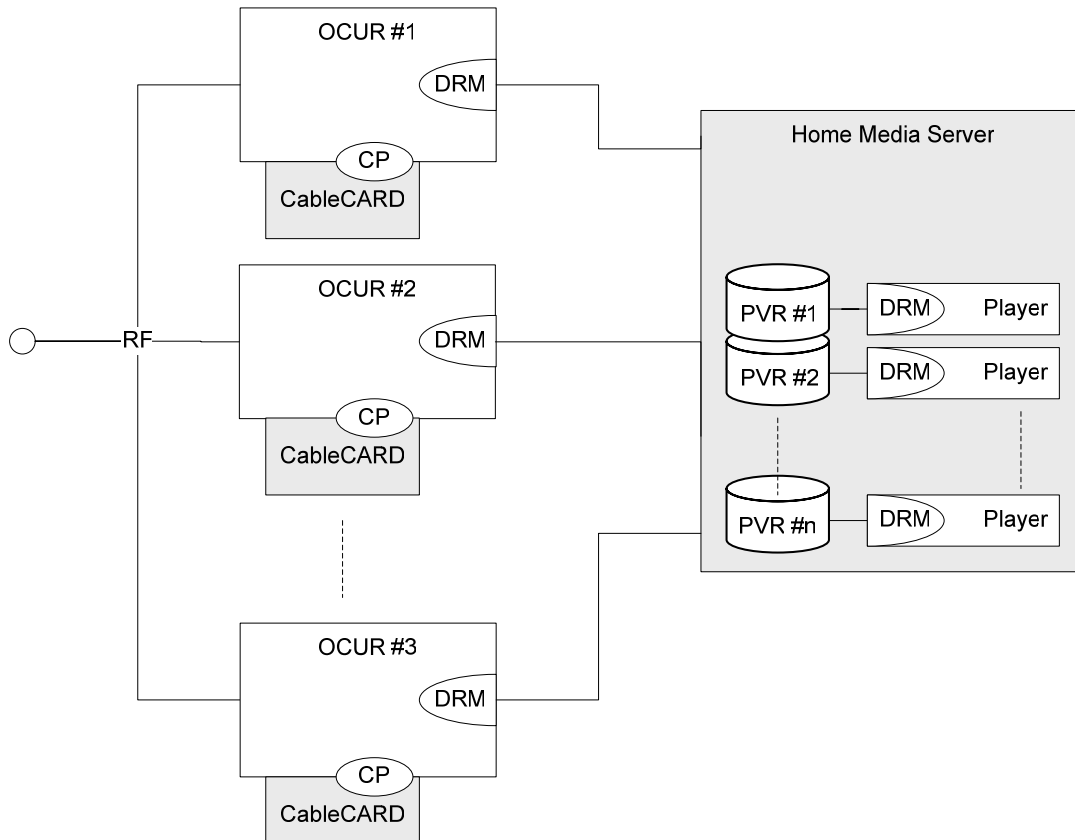 OCUR #1
DRM
CP
CableCARD
RF
OCUR #2
DRM
CP
CableCARD
OCUR #3
DRM
CP
CableCARD
Home Media Server
PVR #1
DRM
Player
PVR #2
DRM
Player
PVR #n
DRM
Player